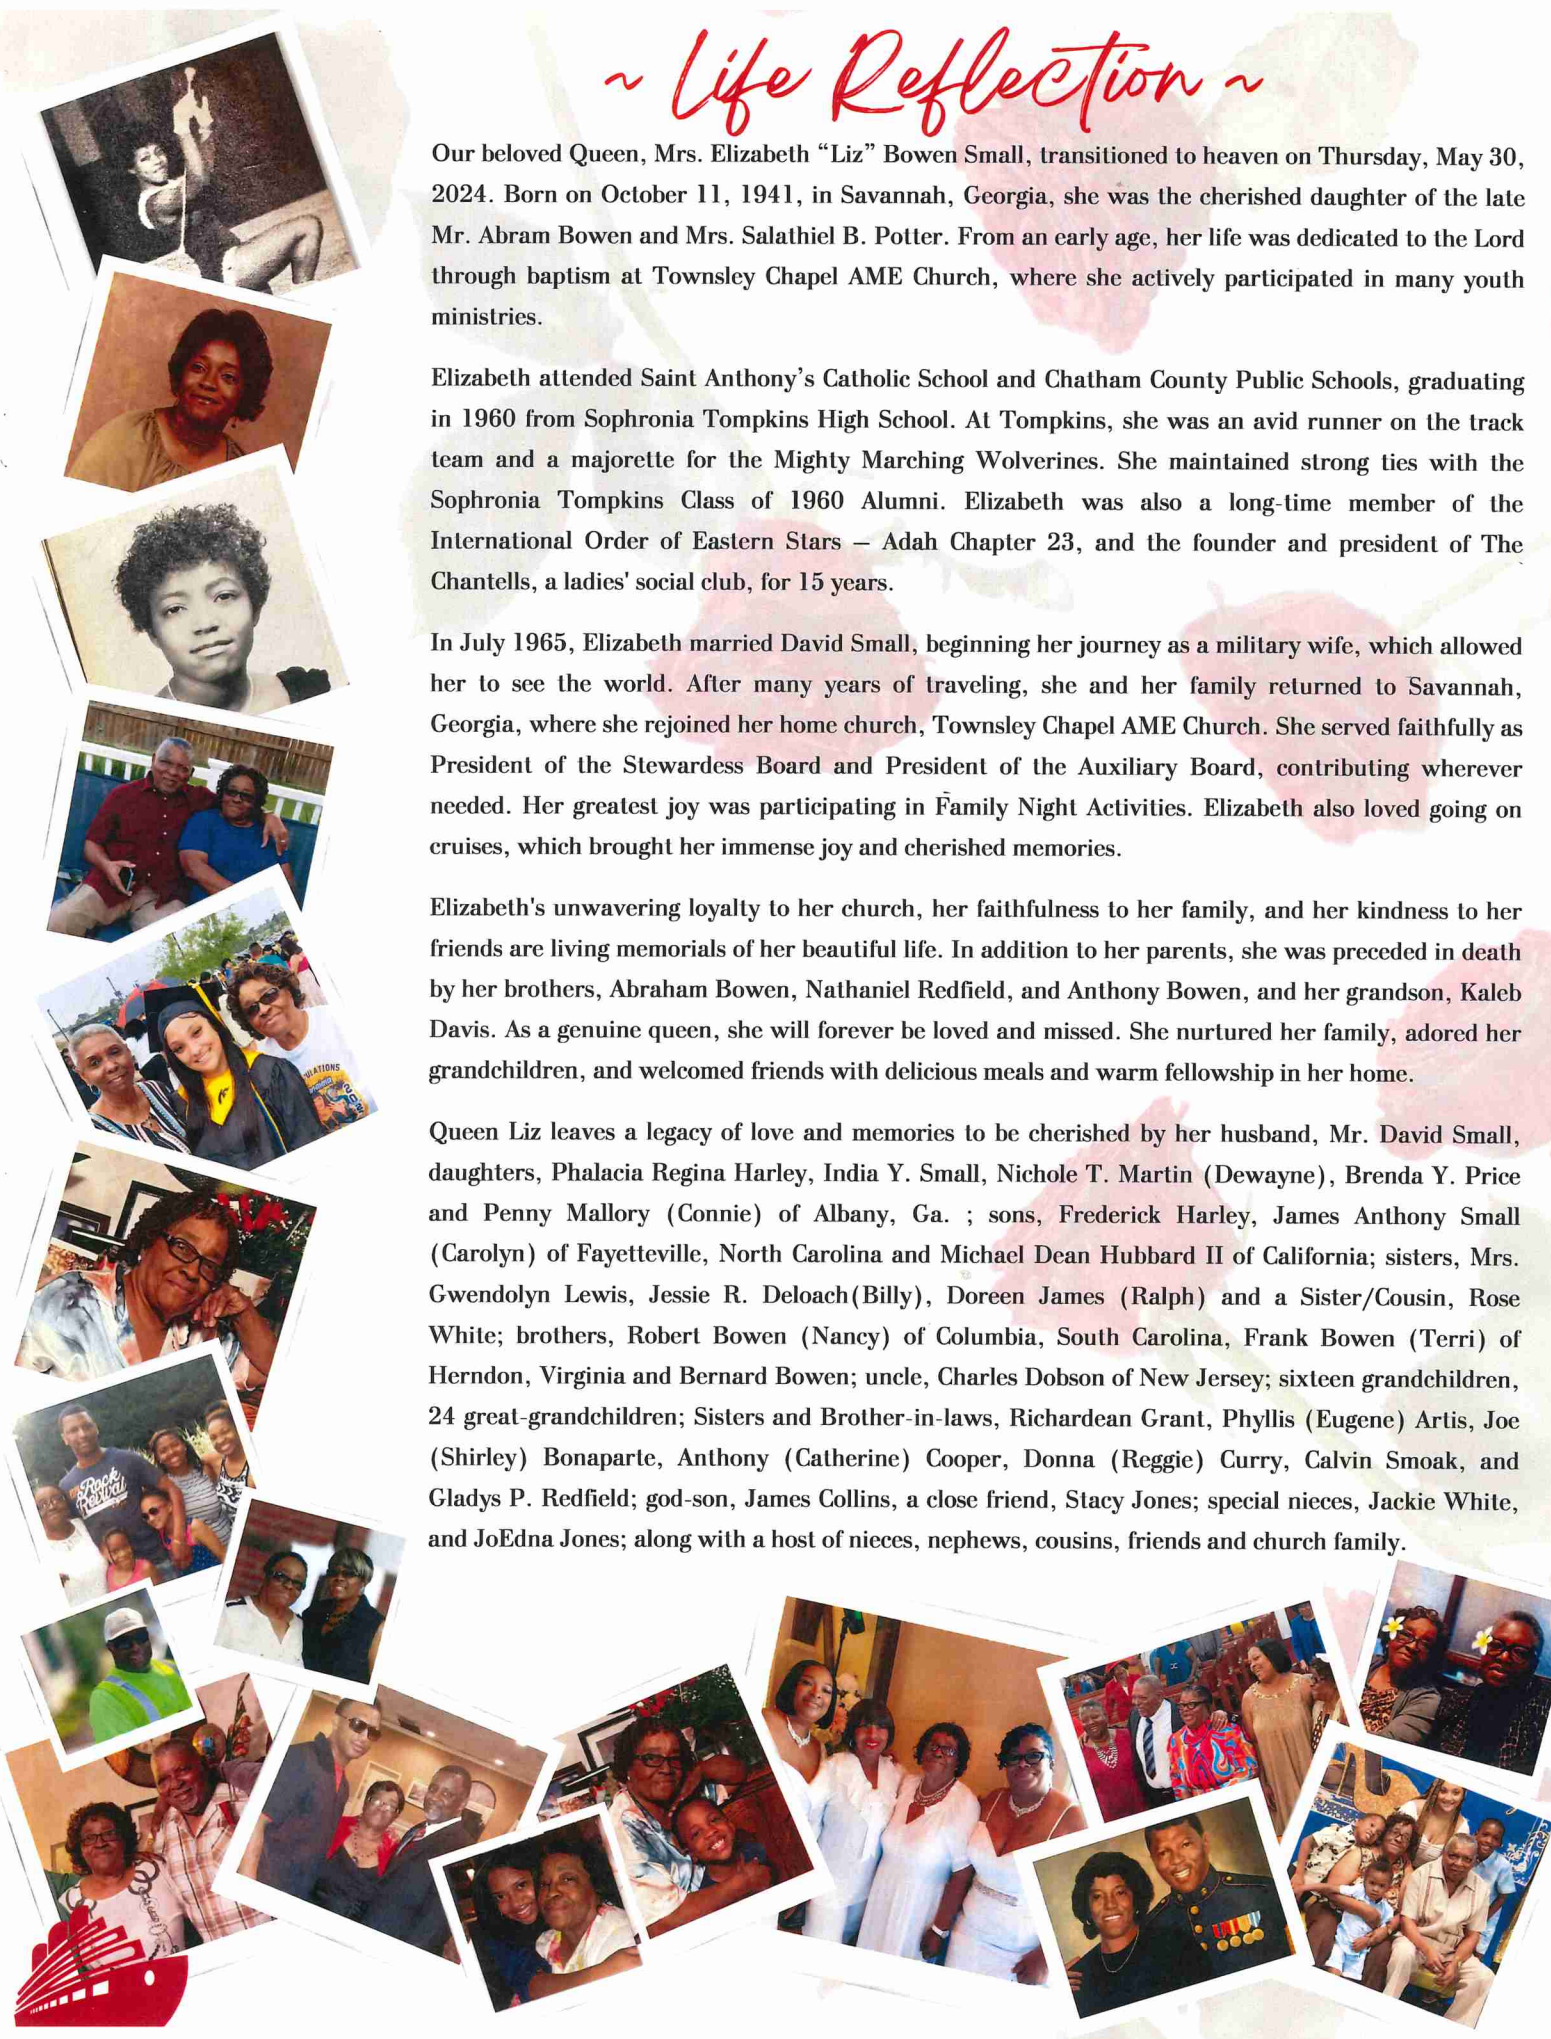 ~ Life Reflection ~
Our beloved Queen, Mrs. Elizabeth “Liz” Bowen Small, transitioned to heaven on Thursday, May 30,
2024. Born on October 11, 1941, in Savannah, Georgia, she was the cherished daughter of the late
Mr. Abram Bowen and Mrs. Salathiel B. Potter. From an early age, her life was dedicated to the Lord
through baptism at Townsley Chapel AME Church, where she actively participated in many youth
ministries.
Elizabeth attended Saint Anthony’s Catholic School and Chatham County Public Schools, graduating
in 1960 from Sophronia Tompkins High School. At Tompkins, she was an avid runner on the track
team and a majorette for the Mighty Marching Wolverines. She maintained strong ties with the
Sophronia Tompkins Class of 1960 Alumni. Elizabeth was also a long-time member of the
International Order of Eastern Stars – Adah Chapter 23, and the founder and president of The
Chantells, a ladies' social club, for 15 years.
In July 1965, Elizabeth married David Small, beginning her journey as a military wife, which allowed
her to see the world. After many years of traveling, she and her family returned to Savannah,
Georgia, where she rejoined her home church, Townsley Chapel AME Church. She served faithfully as
President of the Stewardess Board and President of the Auxiliary Board, contributing wherever
needed. Her greatest joy was participating in Family Night Activities. Elizabeth also loved going on
cruises, which brought her immense joy and cherished memories.
Elizabeth's unwavering loyalty to her church, her faithfulness to her family, and her kindness to her
friends are living memorials of her beautiful life. In addition to her parents, she was preceded in death
by her brothers, Abraham Bowen, Nathaniel Redfield, and Anthony Bowen, and her grandson, Kaleb
Davis. As a genuine queen, she will forever be loved and missed. She nurtured her family, adored her
grandchildren, and welcomed friends with delicious meals and warm fellowship in her home.
Queen Liz leaves a legacy of love and memories to be cherished by her husband, Mr. David Small,
daughters, Phalacia Regina Harley, India Y. Small, Nichole T. Martin (Dewayne), Brenda Y. Price
and Penny Mallory (Connie) of Albany, Ga. ; sons, Frederick Harley, James Anthony Small
(Carolyn) of Fayetteville, North Carolina and Michael Dean Hubbard II of California; sisters, Mrs.
Gwendolyn Lewis, Jessie R. Deloach(Billy), Doreen James (Ralph) and a Sister/Cousin, Rose
White; brothers, Robert Bowen (Nancy) of Columbia, South Carolina, Frank Bowen (Terri) of
Herndon, Virginia and Bernard Bowen; uncle, Charles Dobson of New Jersey; sixteen grandchildren,
24 great-grandchildren; Sisters and Brother-in-laws, Richardean Grant, Phyllis (Eugene) Artis, Joe
(Shirley) Bonaparte, Anthony (Catherine) Cooper, Donna (Reggie) Curry, Calvin Smoak, and
Gladys P. Redfield; god-son, James Collins, a close friend, Stacy Jones; special nieces, Jackie White,
and JoEdna Jones; along with a host of nieces, nephews, cousins, friends and church family.
ULATIONS
Rock
Revival